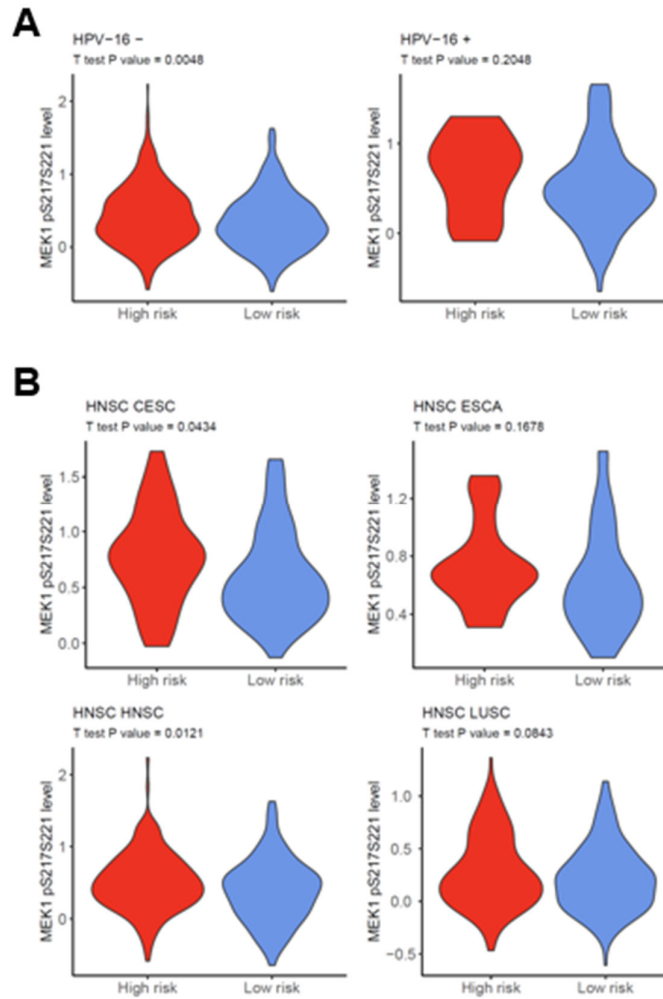 A
HPV-16 -
T test P value = 0.0048
MEK1 pS217S221 level
2
1
0
High risk
Low risk
HPV-16 +
T test P value = 0.2048
MEK1 pS217S221 level
1
0
High risk
Low risk
B
HNSC CESC
T test P value = 0.0434
MEK1 pS217S221 level
1.5
1.0
0.5
0.0
High risk
Low risk
HNSC ESCA
T test P value = 0.1678
MEK1 pS217S221 level
1.2
0.8
0.4
High risk
Low risk
HNSC HNSC
T test P value = 0.0121
MEK1 pS217S221 level
2
1
0
High risk
Low risk
HNSC LUSC
T test P value = 0.0843
MEK1 pS217S221 level
1.0
0.5
0.0
-0.5
High risk
Low risk